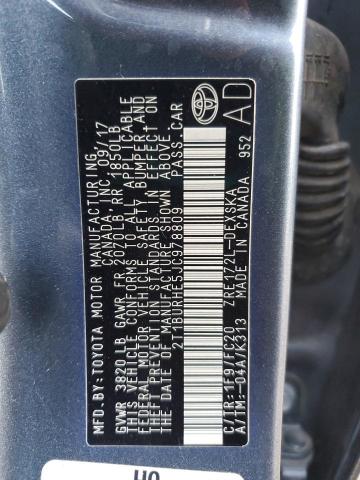 MFD.BY: TOYOTA MOTOR MANUFACTURING
CANADA, INC. 09/17
GVWR 3820 LB GAWR FR. 2070 LB, RR. 1850LB
THIS VEHICLE CONFORMS TO ALL APPLICABLE
FEDERAL MOTOR VEHICLE SAFETY, BUMPER AND
THEFT PREVENTION STANDARDS IN EFFECT ON
THE DATE OF MANUFACTURE SHOWN ABOVE.
2T1BURHE5JC978809 PASS.CAR
C/TR: 1F9/FC20 ZRE172L-DEXSKA
A/TM: -04A/K313 MADE IN CANADA 952
AD